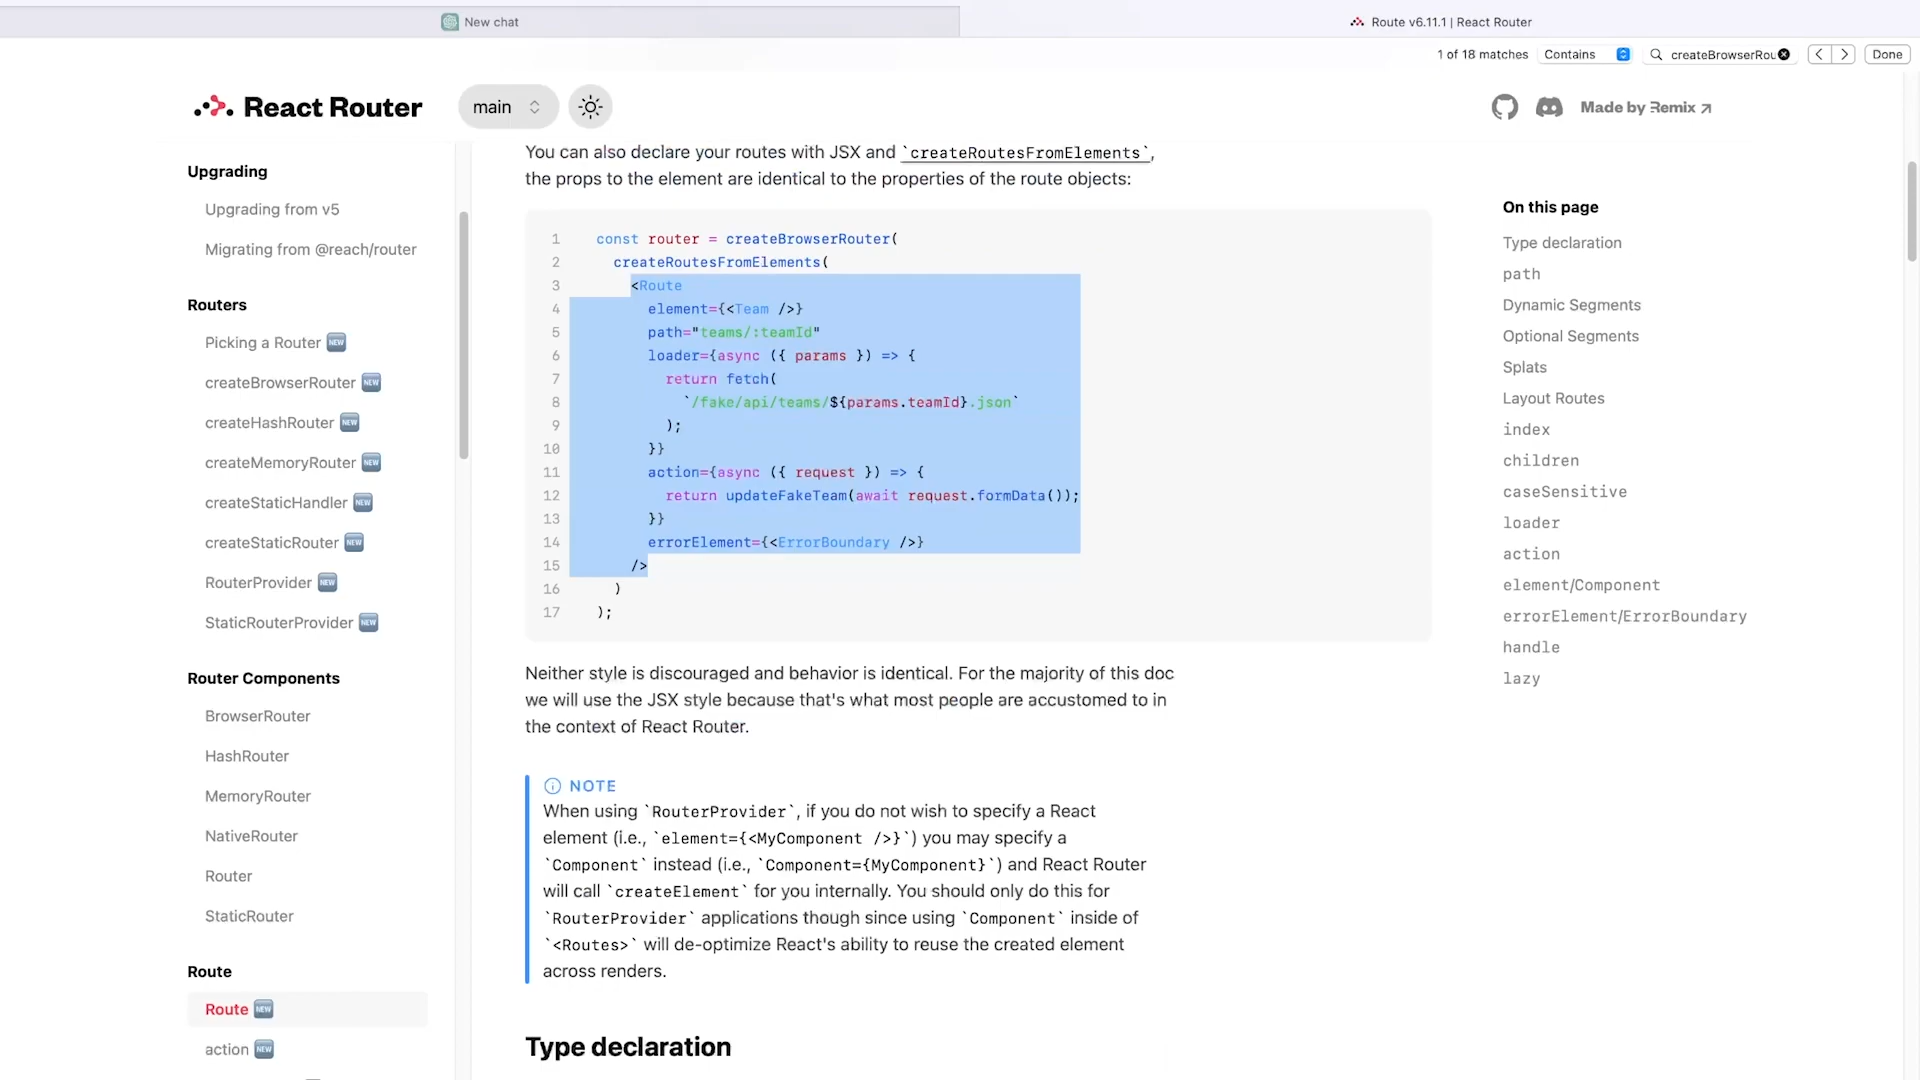 New chat
Route v6.11.1 | React Router
1 of 18 matches
Contains
createBrowserRou
Done
React Router
main
Made by Remix ↗
Upgrading
Upgrading from v5
Migrating from @reach/router
Routers
Picking a Router NEW
createBrowserRouter NEW
createHashRouter NEW
createMemoryRouter NEW
createStaticHandler NEW
createStaticRouter NEW
RouterProvider NEW
StaticRouterProvider NEW
Router Components
BrowserRouter
HashRouter
MemoryRouter
NativeRouter
Router
StaticRouter
Route
Route NEW
action NEW
You can also declare your routes with JSX and `createRoutesFromElements`,
the props to the element are identical to the properties of the route objects:
1 const router = createBrowserRouter(
2 createRoutesFromElements(
3 <Route
4 element={<Team />}
5 path="teams/:teamId"
6 loader={async ({ params }) => {
7 return fetch(
8 `/fake/api/teams/${params.teamId}.json`
9 );
10 }}
11 action={async ({ request }) => {
12 return updateFakeTeam(await request.formData());
13 }}
14 errorElement={<ErrorBoundary />}
15 />
16 )
17 );
Neither style is discouraged and behavior is identical. For the majority of this doc
we will use the JSX style because that's what most people are accustomed to in
the context of React Router.
NOTE
When using `RouterProvider`, if you do not wish to specify a React
element (i.e., `element={<MyComponent />}`) you may specify a
`Component` instead (i.e., `Component={MyComponent}`) and React Router
will call `createElement` for you internally. You should only do this for
`RouterProvider` applications though since using `Component` inside of
`<Routes>` will de-optimize React's ability to reuse the created element
across renders.
Type declaration
On this page
Type declaration
path
Dynamic Segments
Optional Segments
Splats
Layout Routes
index
children
caseSensitive
loader
action
element/Component
errorElement/ErrorBoundary
handle
lazy